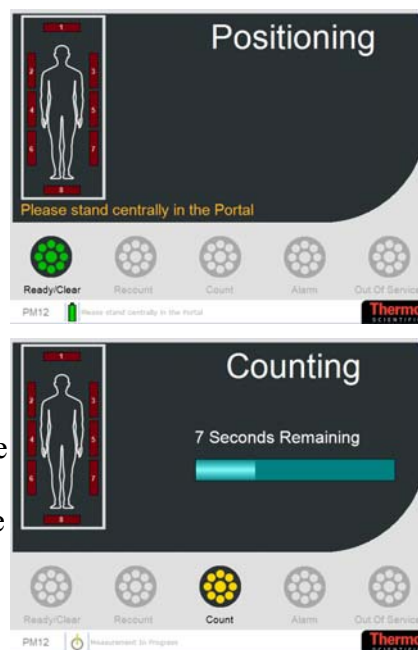 Positioning
1
2 3
4 5
6 7
8
Please stand centrally in the Portal
Ready/Clear Recount Count Alarm Out Of Service
PM12 Please stand centrally in the Portal Thermo
SCIENTIFIC
Counting
1
2 3
7 Seconds Remaining
e
4 5
6 7
e
8
Ready/Clear Recount Count Alarm Out Of Service
PM12 Measurement In Progress Thermo
SCIENTIFIC